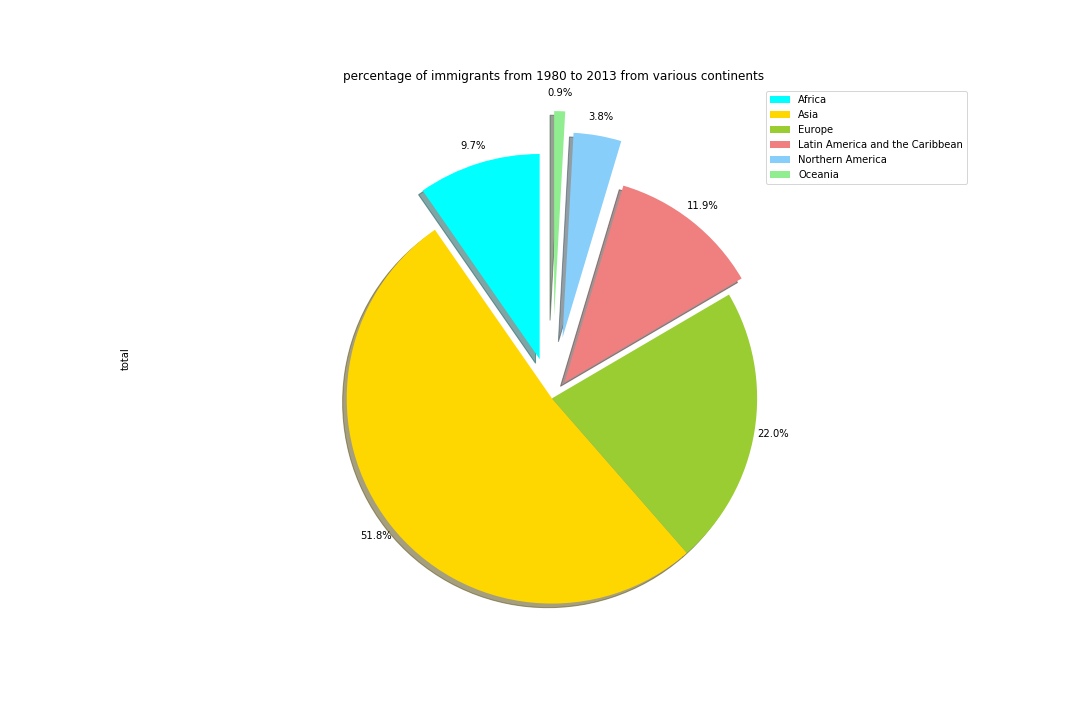 percentage of immigrants from 1980 to 2013 from various continents
0.9%
3.8%
9.7%
11.9%
22.0%
51.8%
total
Africa
Asia
Europe
Latin America and the Caribbean
Northern America
Oceania